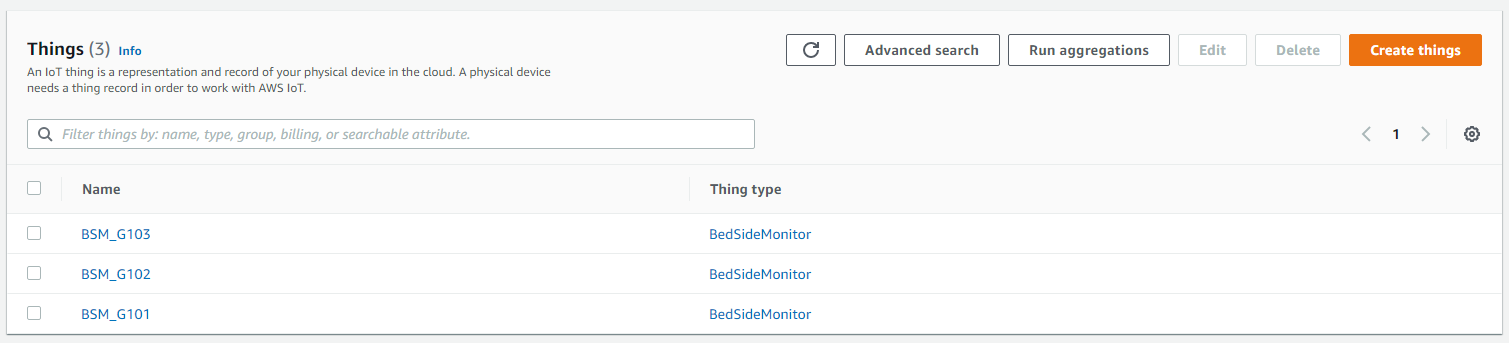 Things (3) Info
Advanced search
Run aggregations
Edit
Delete
Create things
An IoT thing is a representation and record of your physical device in the cloud. A physical device
needs a thing record in order to work with AWS IoT.
Filter things by: name, type, group, billing, or searchable attribute.
1
Name Thing type
BSM_G103 BedSideMonitor
BSM_G102 BedSideMonitor
BSM_G101 BedSideMonitor